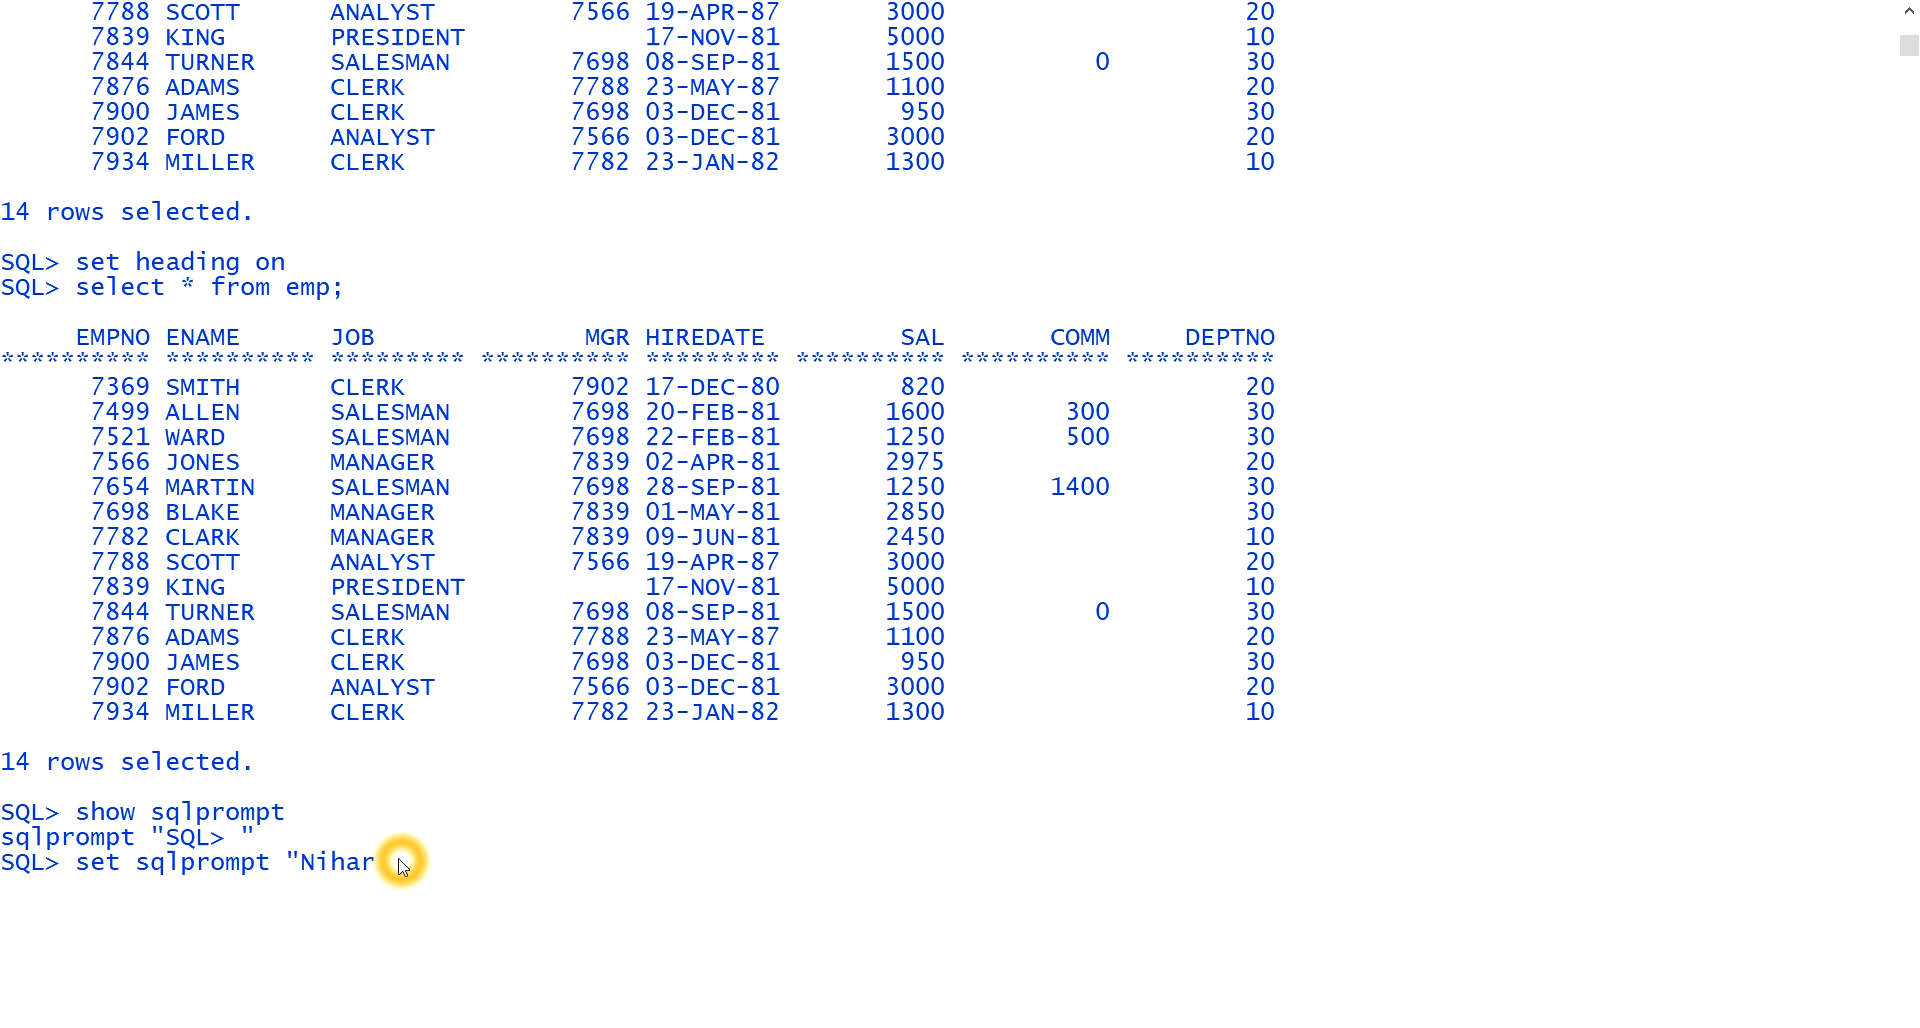 7788 SCOTT ANALYST 7566 19-APR-87 3000 20
7839 KING PRESIDENT 17-NOV-81 5000 10
7844 TURNER SALESMAN 7698 08-SEP-81 1500 0 30
7876 ADAMS CLERK 7788 23-MAY-87 1100 20
7900 JAMES CLERK 7698 03-DEC-81 950 30
7902 FORD ANALYST 7566 03-DEC-81 3000 20
7934 MILLER CLERK 7782 23-JAN-82 1300 10
14 rows selected.
SQL> set heading on
SQL> select * from emp;
EMPNO ENAME JOB MGR HIREDATE SAL COMM DEPTNO
********** ********** ********* ********** ********* ********** ********** **********
7369 SMITH CLERK 7902 17-DEC-80 820 20
7499 ALLEN SALESMAN 7698 20-FEB-81 1600 300 30
7521 WARD SALESMAN 7698 22-FEB-81 1250 500 30
7566 JONES MANAGER 7839 02-APR-81 2975 20
7654 MARTIN SALESMAN 7698 28-SEP-81 1250 1400 30
7698 BLAKE MANAGER 7839 01-MAY-81 2850 30
7782 CLARK MANAGER 7839 09-JUN-81 2450 10
7788 SCOTT ANALYST 7566 19-APR-87 3000 20
7839 KING PRESIDENT 17-NOV-81 5000 10
7844 TURNER SALESMAN 7698 08-SEP-81 1500 0 30
7876 ADAMS CLERK 7788 23-MAY-87 1100 20
7900 JAMES CLERK 7698 03-DEC-81 950 30
7902 FORD ANALYST 7566 03-DEC-81 3000 20
7934 MILLER CLERK 7782 23-JAN-82 1300 10
14 rows selected.
SQL> show sqlprompt
sqlprompt "SQL> "
SQL> set sqlprompt "Nihar